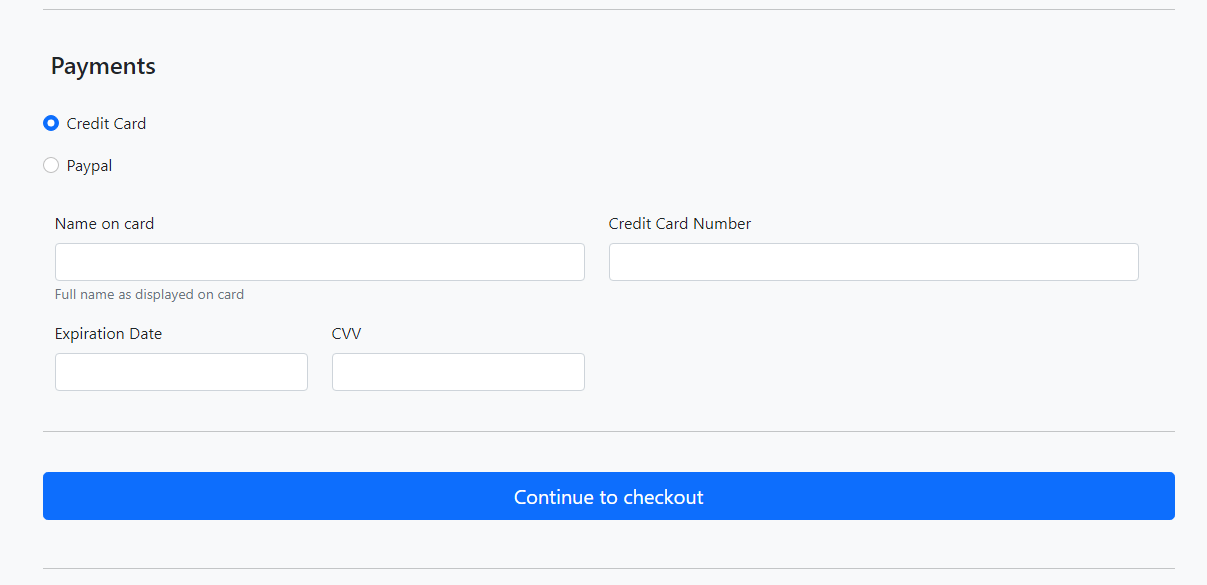 Payments
Credit Card
Paypal
Name on card
Credit Card Number
Full name as displayed on card
Expiration Date
CVV
Continue to checkout